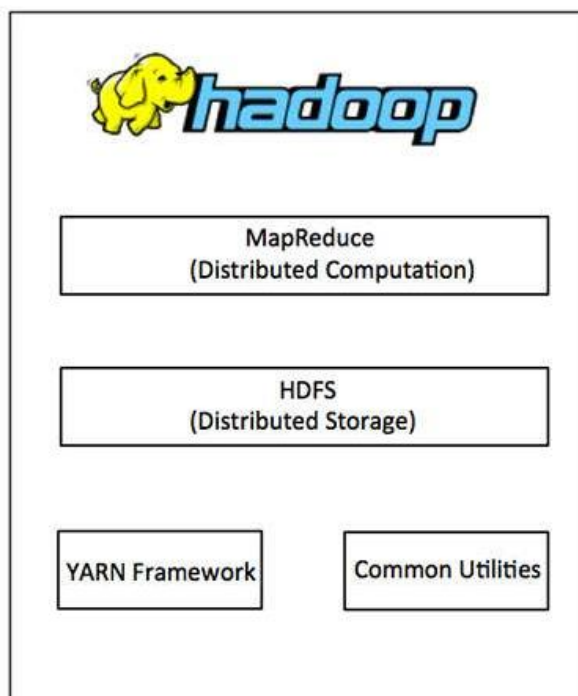 hadoop
MapReduce
(Distributed Computation)
HDFS
(Distributed Storage)
YARN Framework
Common Utilities